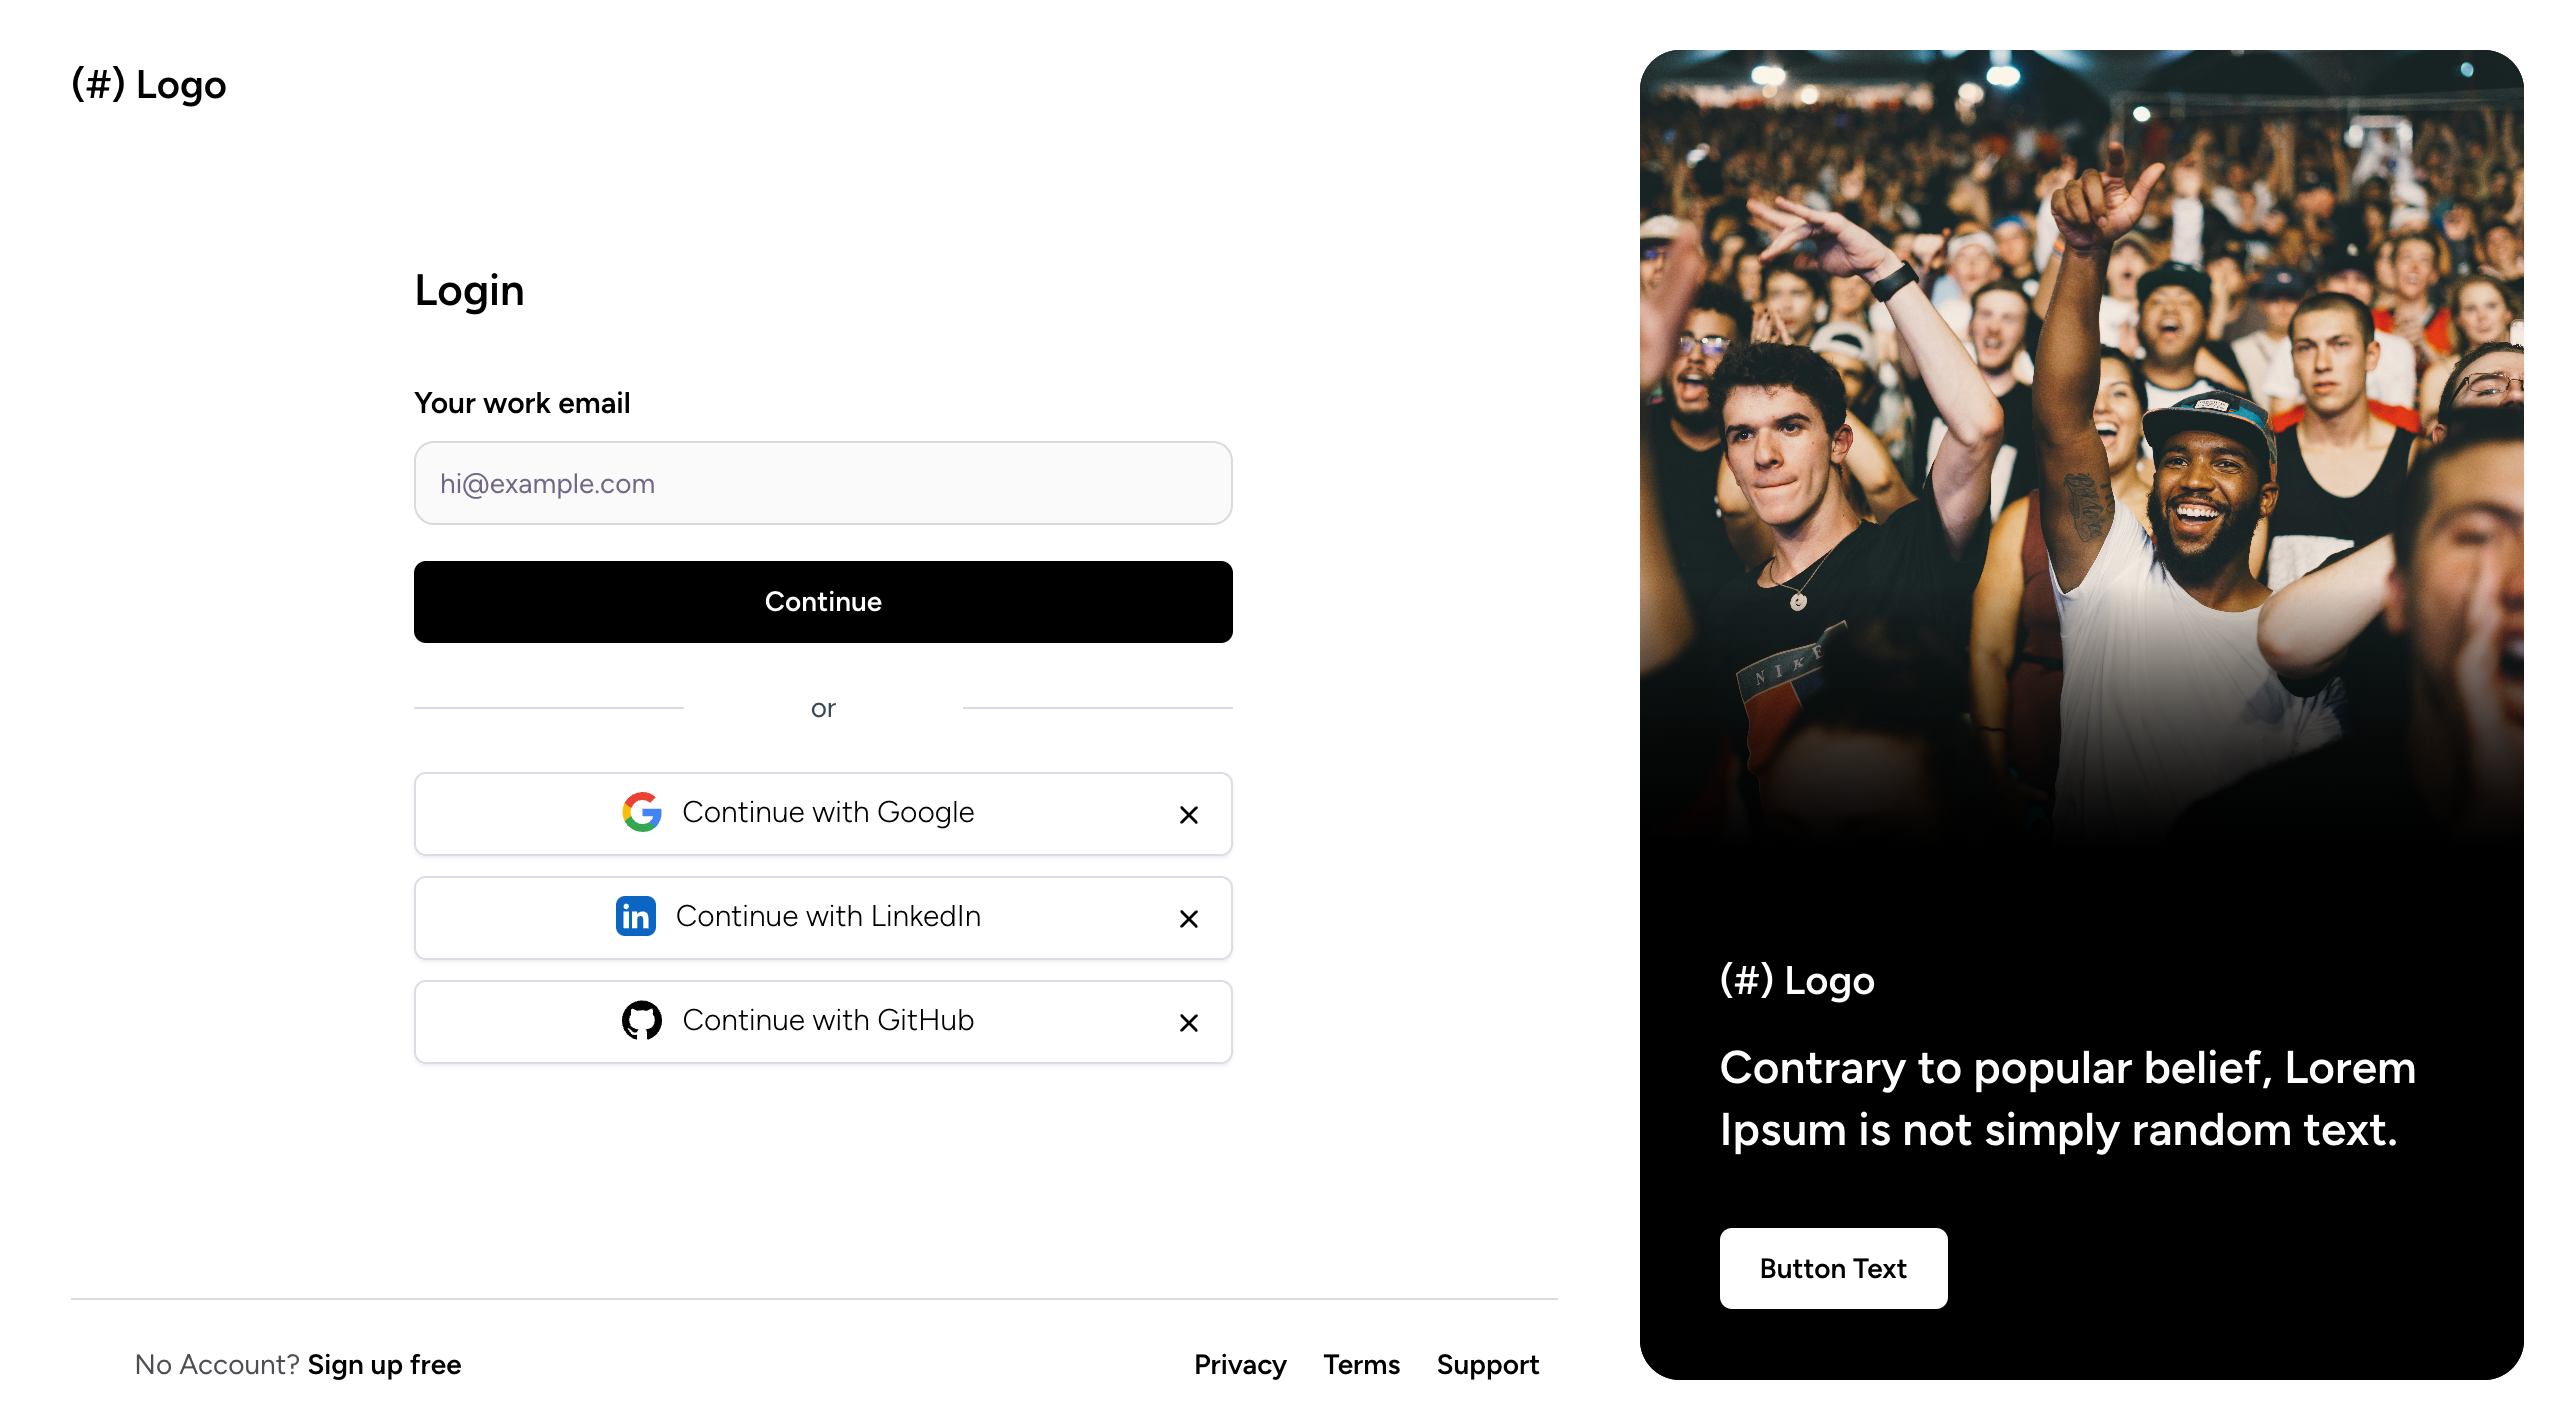 (#) Logo
Login
Your work email
hi@example.com
Continue
or
Continue with Google
in Continue with LinkedIn
Continue with GitHub
NIKE
(#) Logo
Contrary to popular belief, Lorem
Ipsum is not simply random text.
Button Text
No Account? Sign up free
Privacy Terms Support